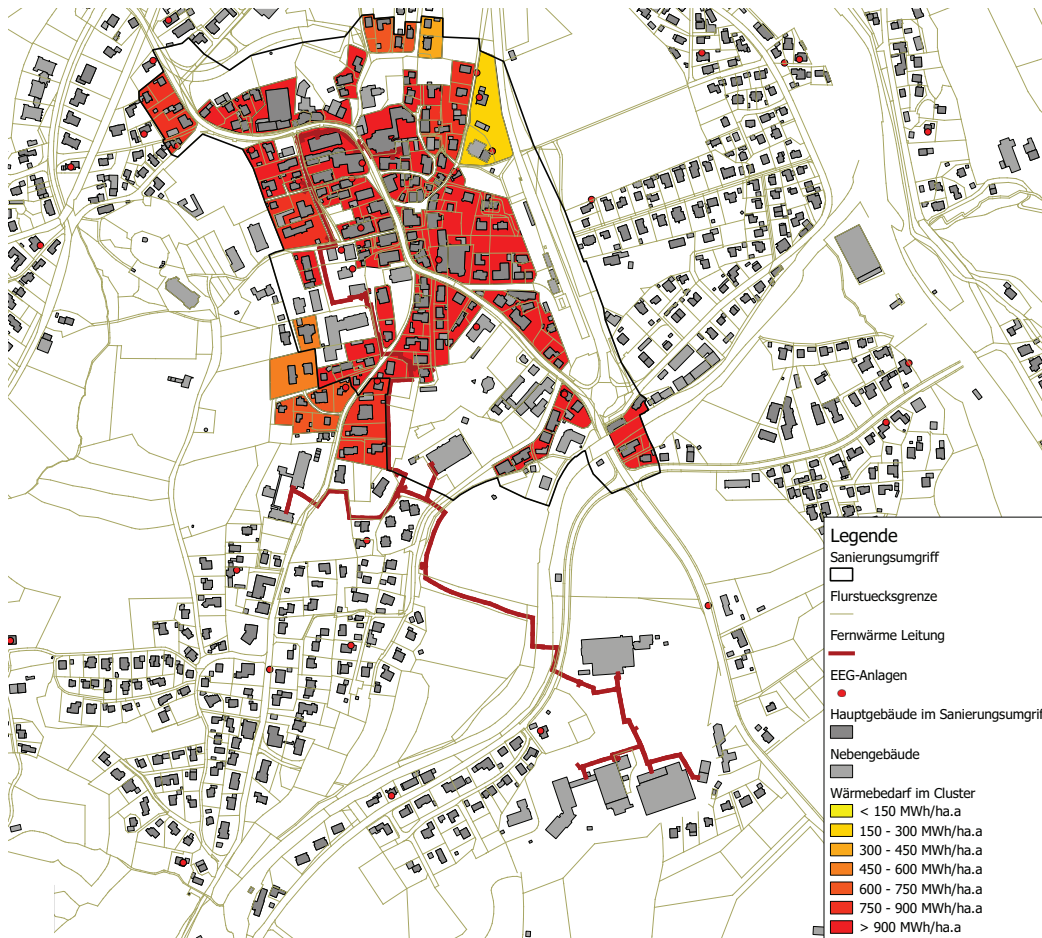 Legende
Sanierungsumgriff
Flurstuecksgrenze
Fernwärme Leitung
EEG-Anlagen
Hauptgebäude im Sanierungsumgrif
Nebengebäude
Wärmebedarf im Cluster
< 150 MWh/ha.a
150 - 300 MWh/ha.a
300 - 450 MWh/ha.a
450 - 600 MWh/ha.a
600 - 750 MWh/ha.a
750 - 900 MWh/ha.a
> 900 MWh/ha.a